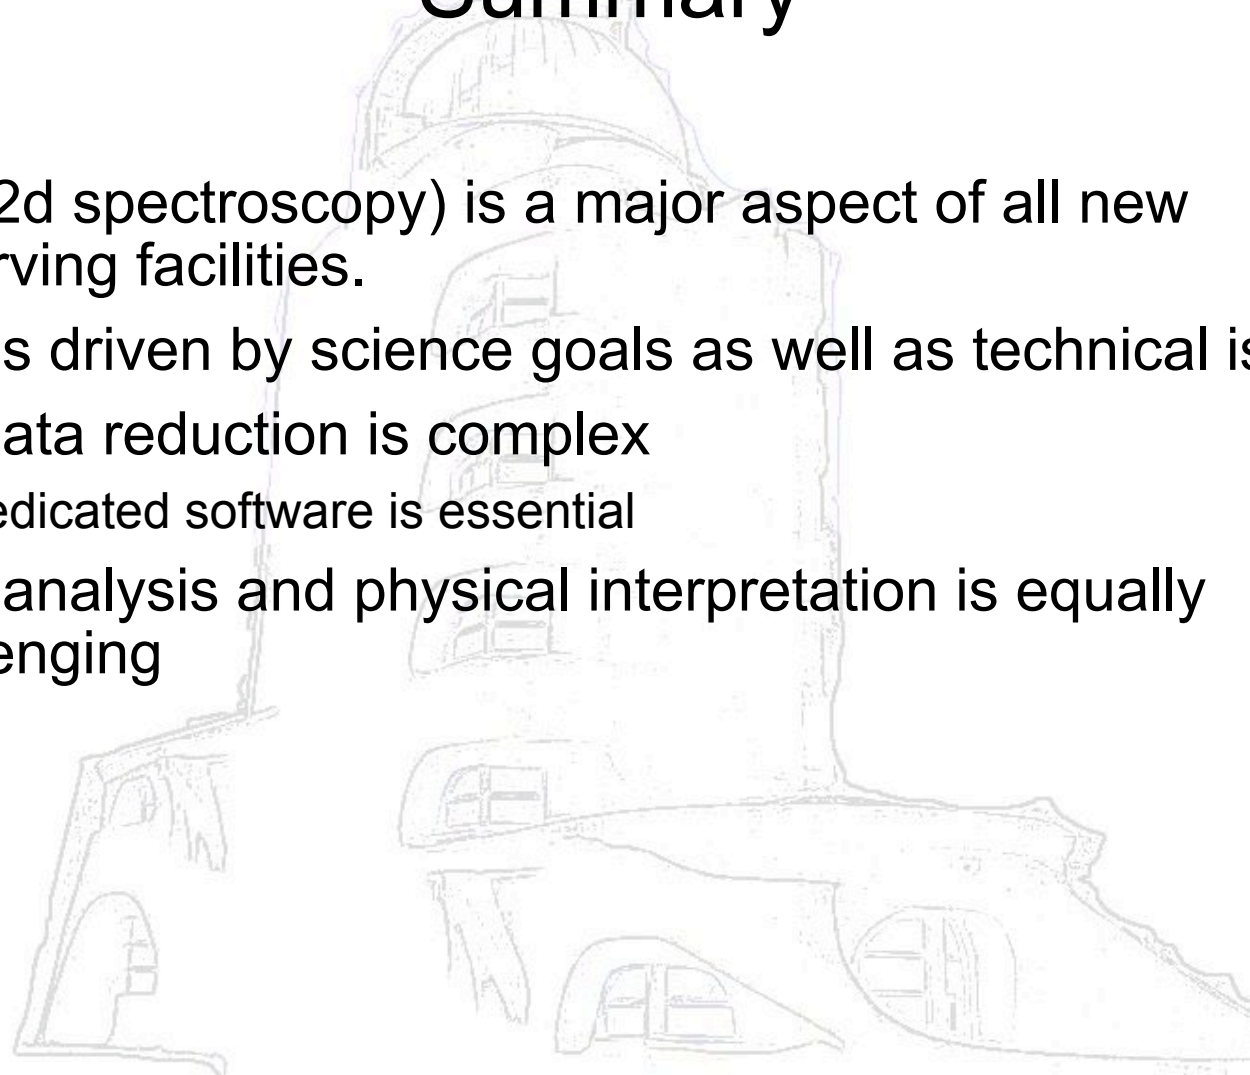 Summary
2d spectroscopy) is a major aspect of all new
rving facilities.
s driven by science goals as well as technical is
ata reduction is complex
edicated software is essential
analysis and physical interpretation is equally
enging